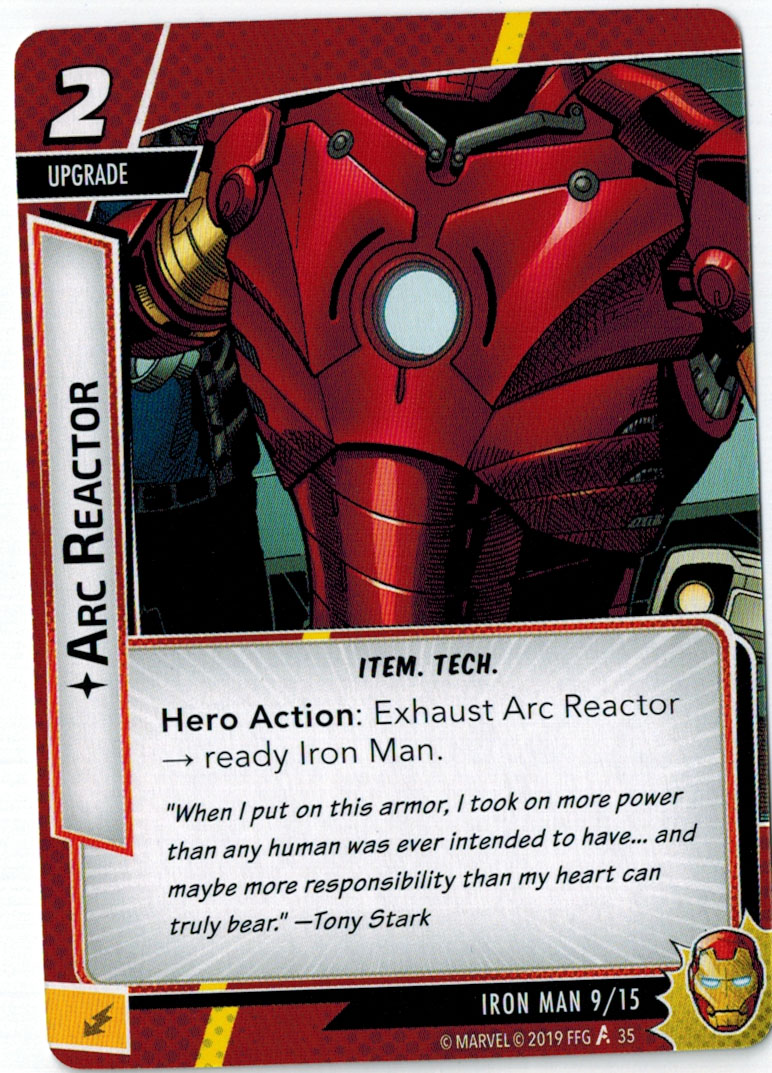 2
UPGRADE
ARC REACTOR
ITEM. TECH.
Hero Action: Exhaust Arc Reactor
→ ready Iron Man.
"When I put on this armor, I took on more power
than any human was ever intended to have... and
maybe more responsibility than my heart can
truly bear." —Tony Stark
IRON MAN 9/15
© MARVEL © 2019 FFG 35